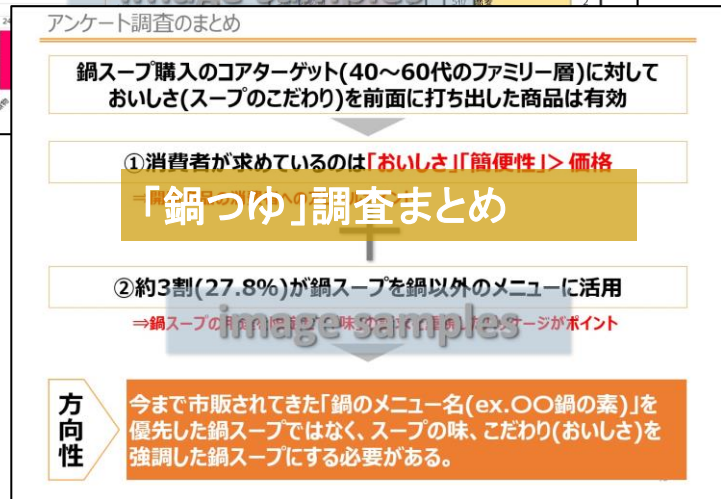 image samples
アンケート調査のまとめ
鍋スープ購入のコアターゲット(40～60代のファミリー層)に対して
おいしさ(スープのこだわり)を前面に打ち出した商品は有効
①消費者が求めているのは「おいしさ」「簡便性」> 価格
「鍋つゆ」調査まとめ
②約3割(27.8%)が鍋スープを鍋以外のメニューに活用
⇒鍋スープの
image samples
ージがポイント
方向性
今まで市販されてきた「鍋のメニュー名(ex.〇〇鍋の素)」を
優先した鍋スープではなく、スープの味、こだわり(おいしさ)を
強調した鍋スープにする必要がある。